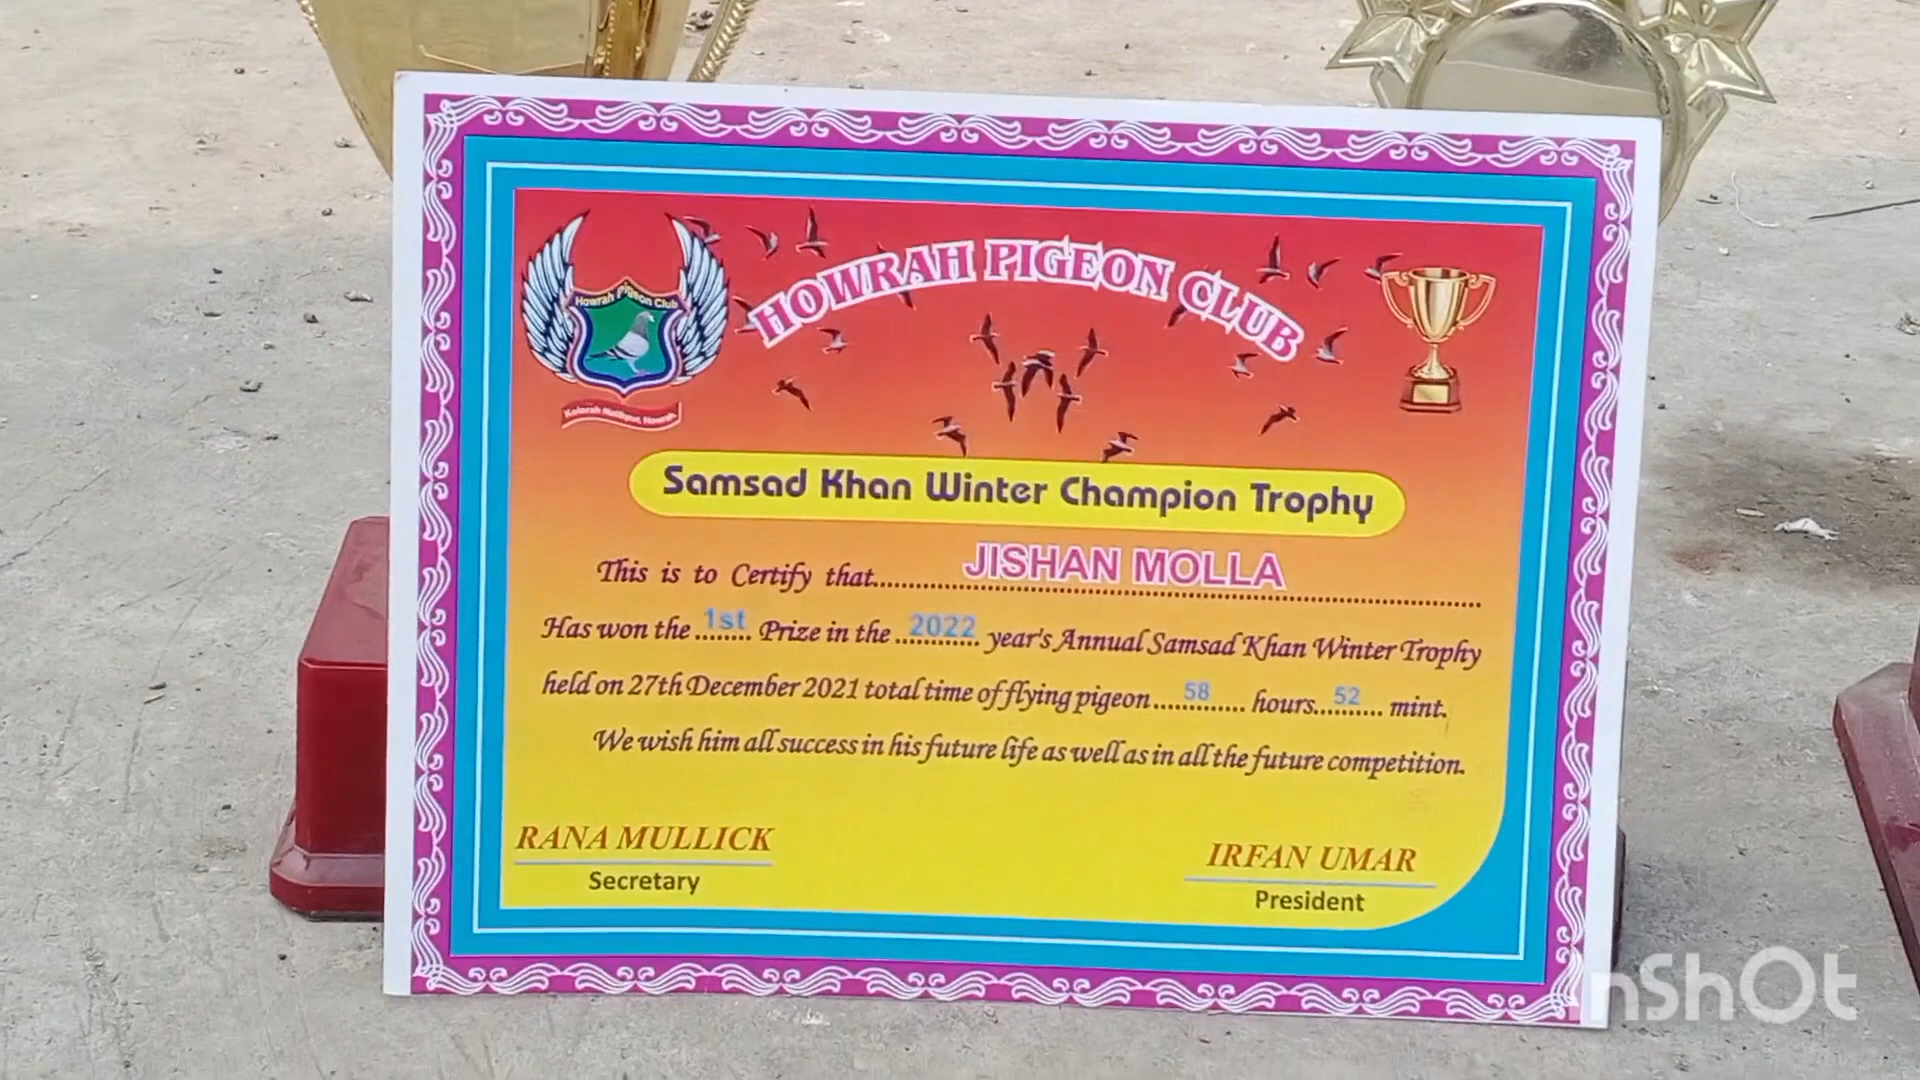 HOWRAH PIGEON CLUB
Howrah Pigeon Club
Kolorah Howrah
Samsad Khan Winter Champion Trophy
This is to Certify that........JISHAN MOLLA........
Has won the ..1st.. Prize in the ..2022.. year's Annual Samsad Khan Winter Trophy
held on 27th December 2021 total time of flying pigeon ....58.... hours...52... mint.
We wish him all success in his future life as well as in all the future competition.
RANA MULLICK
Secretary
IRFAN UMAR
President
InShOt